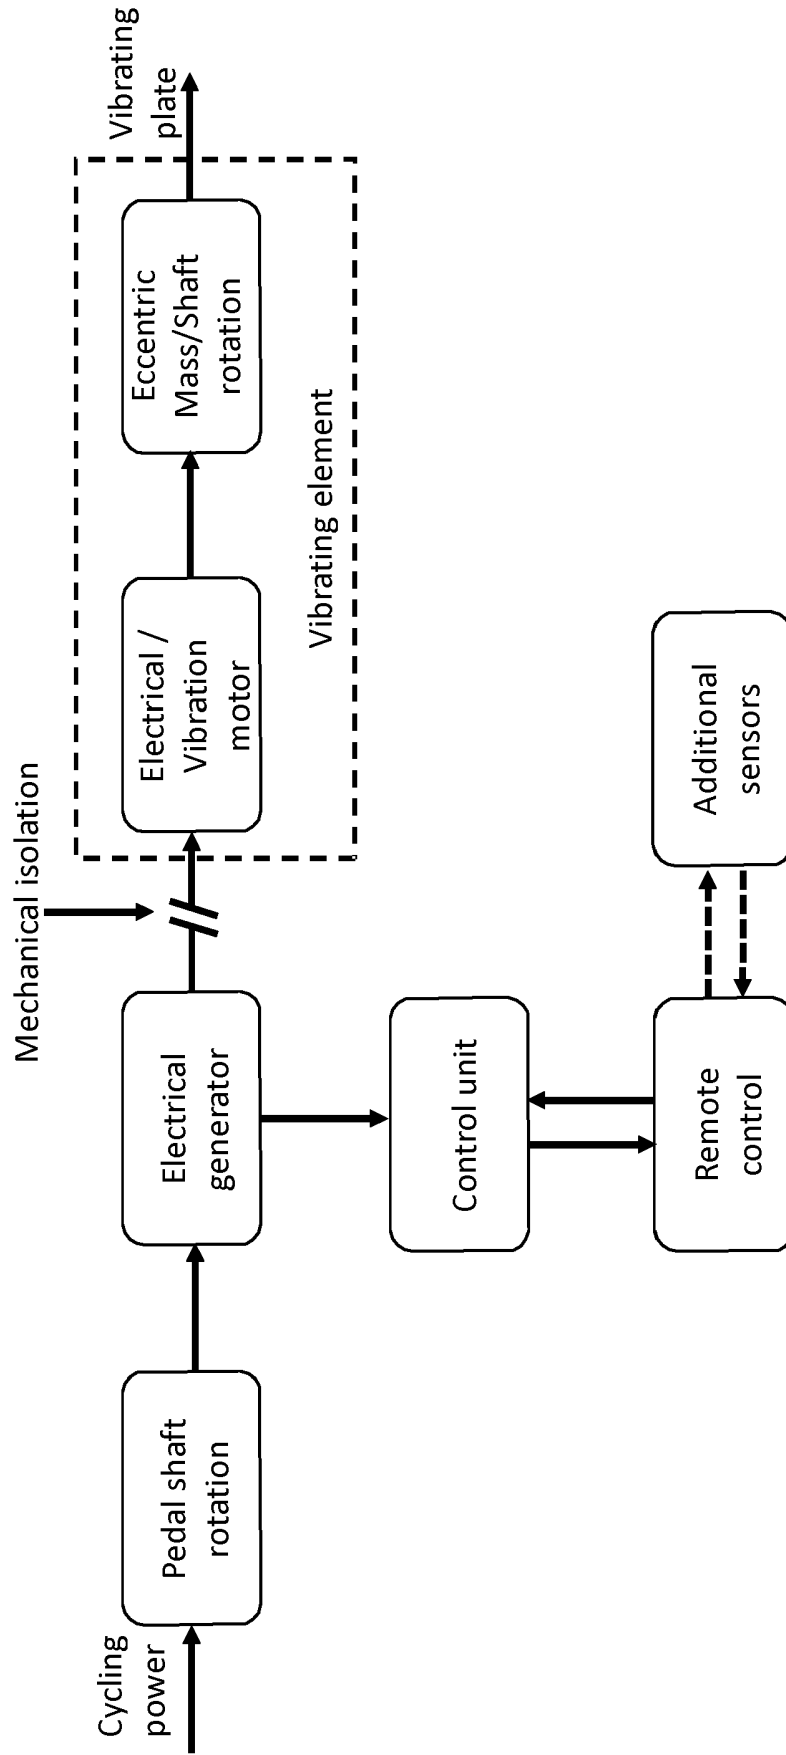 Cycling
power
Pedal shaft
rotation
Electrical
generator
Mechanical isolation
Electrical /
Vibration
motor
Eccentric
Mass/Shaft
rotation
Vibrating
plate
Vibrating element
Control unit
Remote
control
Additional
sensors